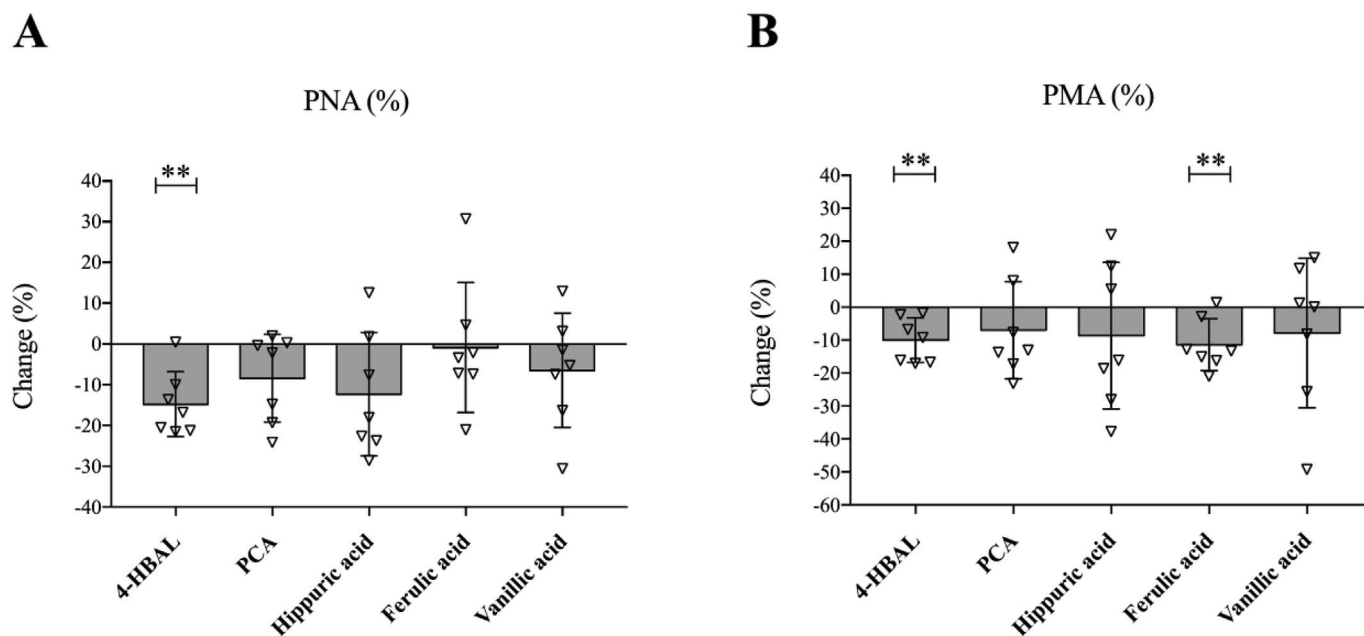 A
PNA (%)
**
Change (%)
40
30
20
10
0
-10
-20
-30
-40
4-HBAL
PCA
Hippuric acid
Ferulic acid
Vanillic acid
B
PMA (%)
**
**
Change (%)
40
30
20
10
0
-10
-20
-30
-40
-50
-60
4-HBAL
PCA
Hippuric acid
Ferulic acid
Vanillic acid